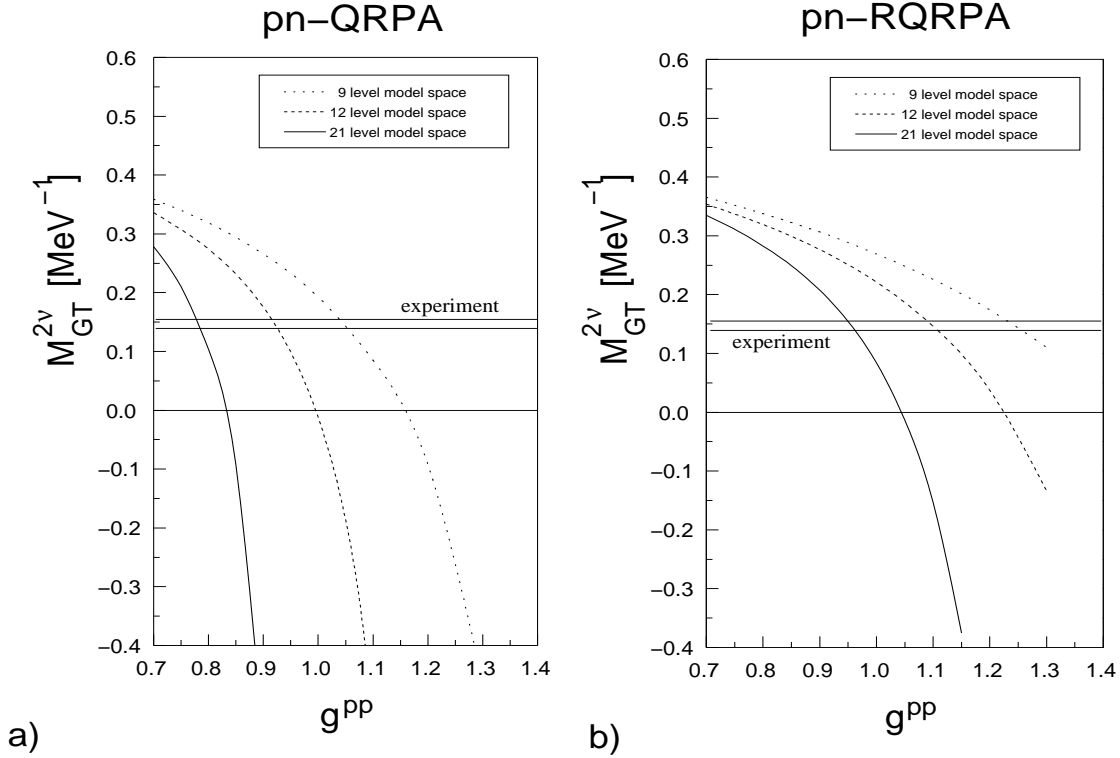 pn–QRPA
0.6
0.5
0.4
0.3
0.2
0.1
0.0
−0.1
−0.2
−0.3
−0.4
0.7 0.8 0.9 1.0 1.1 1.2 1.3 1.4
M_GT^2ν [MeV^−1]
g^pp
9 level model space
12 level model space
21 level model space
experiment
a)
pn–RQRPA
0.6
0.5
0.4
0.3
0.2
0.1
0.0
−0.1
−0.2
−0.3
−0.4
0.7 0.8 0.9 1.0 1.1 1.2 1.3 1.4
M_GT^2ν [MeV^−1]
g^pp
9 level model space
12 level model space
21 level model space
experiment
b)